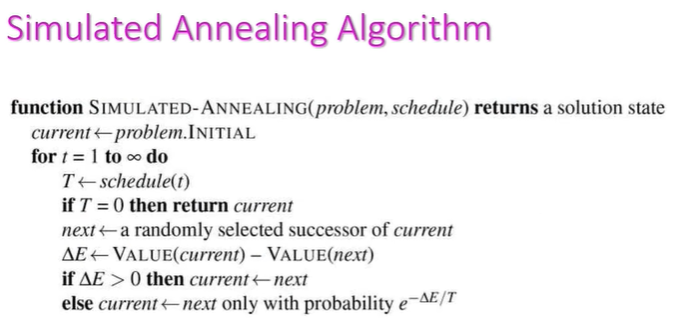 Simulated Annealing Algorithm
function SIMULATED-ANNEALING(problem, schedule) returns a solution state
current ← problem.INITIAL
for t = 1 to ∞ do
T ← schedule(t)
if T = 0 then return current
next ← a randomly selected successor of current
ΔE ← VALUE(current) – VALUE(next)
if ΔE > 0 then current ← next
else current ← next only with probability e^−ΔE/T